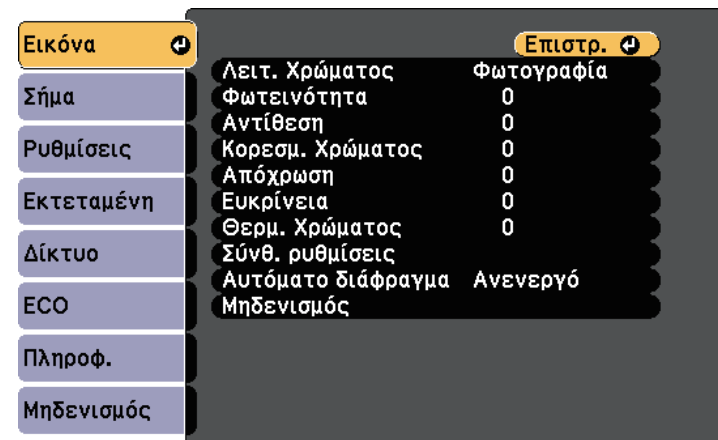 Εικόνα
Σήμα
Ρυθμίσεις
Εκτεταμένη
Δίκτυο
ECO
Πληροφ.
Μηδενισμός
Επιστρ.
Λειτ. Χρώματος Φωτογραφία
Φωτεινότητα 0
Αντίθεση 0
Κορεσμ. Χρώματος 0
Απόχρωση 0
Ευκρίνεια 0
Θερμ. Χρώματος 0
Σύνθ. ρυθμίσεις
Αυτόματο διάφραγμα Ανενεργό
Μηδενισμός